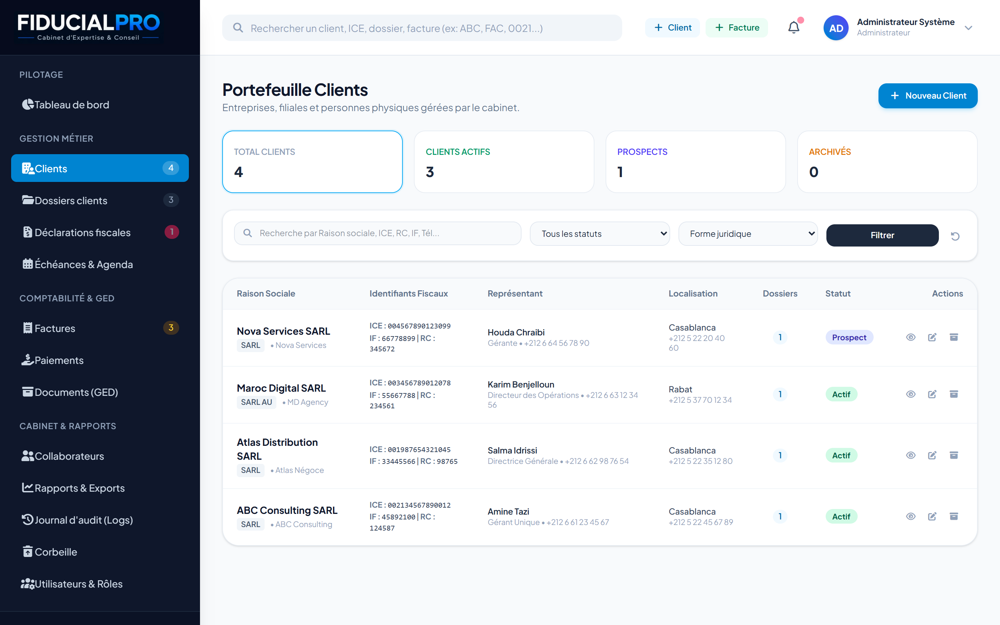 FIDUCIALPRO
Cabinet d'Expertise & Conseil
PILOTAGE
Tableau de bord
GESTION MÉTIER
Clients 4
Dossiers clients 3
Déclarations fiscales 1
Échéances & Agenda
COMPTABILITÉ & GED
Factures 3
Paiements
Documents (GED)
CABINET & RAPPORTS
Collaborateurs
Rapports & Exports
Journal d'audit (Logs)
Corbeille
Utilisateurs & Rôles
Rechercher un client, ICE, dossier, facture (ex: ABC, FAC, 0021...)
+ Client
+ Facture
AD
Administrateur Système
Administrateur
Portefeuille Clients
Entreprises, filiales et personnes physiques gérées par le cabinet.
+ Nouveau Client
TOTAL CLIENTS
4
CLIENTS ACTIFS
3
PROSPECTS
1
ARCHIVÉS
0
Recherche par Raison sociale, ICE, RC, IF, Tél...
Tous les statuts
Forme juridique
Filtrer
Raison Sociale Identifiants Fiscaux Représentant Localisation Dossiers Statut Actions
Nova Services SARL
SARL • Nova Services
ICE : 004567890123099
IF : 66778899 | RC :
345672
Houda Chraibi
Gérante • +212 6 64 56 78 90
Casablanca
+212 5 22 20 40
60
1
Prospect
Maroc Digital SARL
SARL AU • MD Agency
ICE : 003456789012078
IF : 55667788 | RC :
234561
Karim Benjelloun
Directeur des Opérations • +212 6 63 12 34
56
Rabat
+212 5 37 70 12 34
1
Actif
Atlas Distribution
SARL
SARL • Atlas Négoce
ICE : 001987654321045
IF : 33445566 | RC : 98765
Salma Idrissi
Directrice Générale • +212 6 62 98 76 54
Casablanca
+212 5 22 35 12 80
1
Actif
ABC Consulting SARL
SARL • ABC Consulting
ICE : 002134567890012
IF : 45892100 | RC :
124587
Amine Tazi
Gérant Unique • +212 6 61 23 45 67
Casablanca
+212 5 22 45 67 89
1
Actif